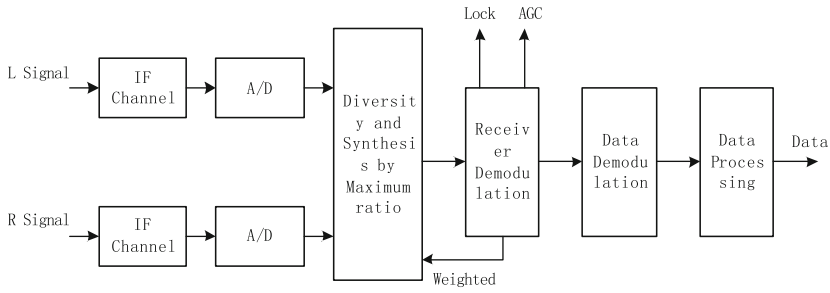 Lock
AGC
L Signal
IF
Channel
A/D
Diversit
y and
Synthesi
s by
Maximum
ratio
Receiv
er
Demodu
lation
Data
Demodu
lation
Data
Proces
sing
Data
R Signal
IF
Channel
A/D
Weighted